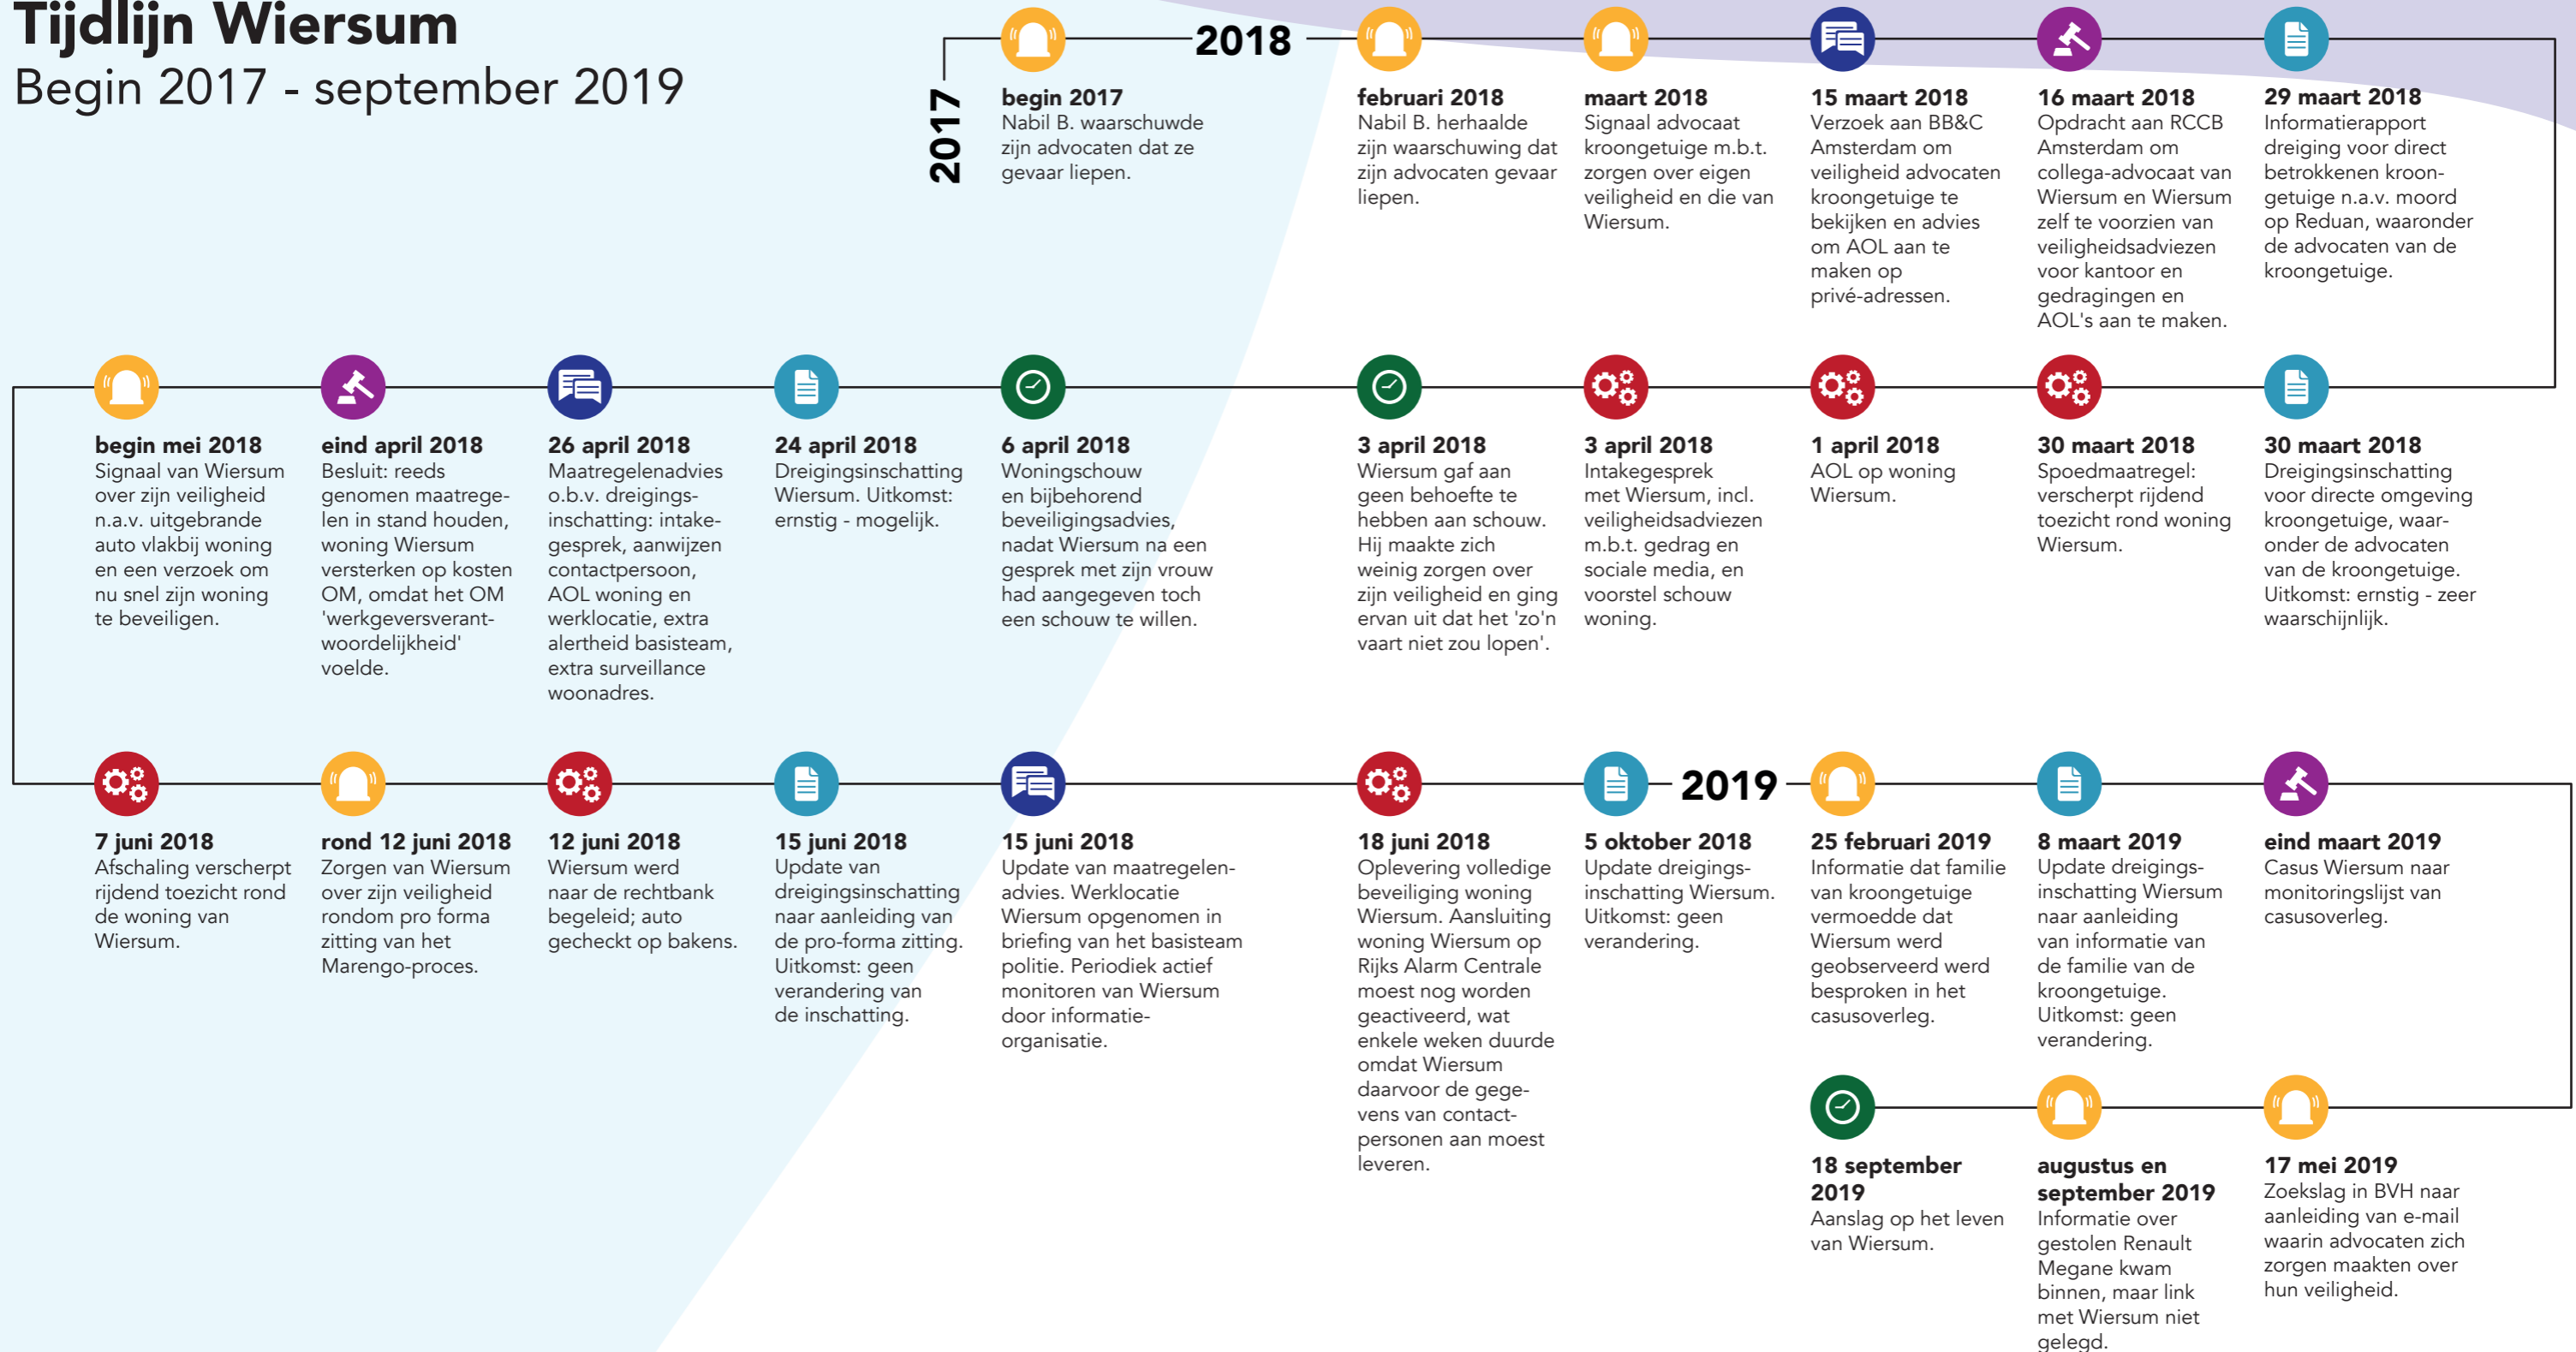 Tijdlijn Wiersum
Begin 2017 - september 2019
2017
begin 2017
Nabil B. waarschuwde
zijn advocaten dat ze
gevaar liepen.
2018
februari 2018
Nabil B. herhaalde
zijn waarschuwing dat
zijn advocaten gevaar
liepen.
maart 2018
Signaal advocaat
kroongetuige m.b.t.
zorgen over eigen
veiligheid en die van
Wiersum.
15 maart 2018
Verzoek aan BB&C
Amsterdam om
veiligheid advocaten
kroongetuige te
bekijken en advies
om AOL aan te
maken op
privé-adressen.
16 maart 2018
Opdracht aan RCCB
Amsterdam om
collega-advocaat van
Wiersum en Wiersum
zelf te voorzien van
veiligheidsadviezen
voor kantoor en
gedragingen en
AOL's aan te maken.
29 maart 2018
Informatierapport
dreiging voor direct
betrokkenen kroon-
getuige n.a.v. moord
op Reduan, waaronder
de advocaten van de
kroongetuige.
30 maart 2018
Dreigingsinschatting
voor directe omgeving
kroongetuige, waar-
onder de advocaten
van de kroongetuige.
Uitkomst: ernstig - zeer
waarschijnlijk.
30 maart 2018
Spoedmaatregel:
verscherpt rijdend
toezicht rond woning
Wiersum.
1 april 2018
AOL op woning
Wiersum.
3 april 2018
Intakegesprek
met Wiersum, incl.
veiligheidsadviezen
m.b.t. gedrag en
sociale media, en
voorstel schouw
woning.
3 april 2018
Wiersum gaf aan
geen behoefte te
hebben aan schouw.
Hij maakte zich
weinig zorgen over
zijn veiligheid en ging
ervan uit dat het 'zo'n
vaart niet zou lopen'.
6 april 2018
Woningschouw
en bijbehorend
beveiligingsadvies,
nadat Wiersum na een
gesprek met zijn vrouw
had aangegeven toch
een schouw te willen.
24 april 2018
Dreigingsinschatting
Wiersum. Uitkomst:
ernstig - mogelijk.
26 april 2018
Maatregelenadvies
o.b.v. dreigings-
inschatting: intake-
gesprek, aanwijzen
contactpersoon,
AOL woning en
werklocatie, extra
alertheid basisteam,
extra surveillance
woonadres.
eind april 2018
Besluit: reeds
genomen maatrege-
len in stand houden,
woning Wiersum
versterken op kosten
OM, omdat het OM
'werkgeversverant-
woordelijkheid'
voelde.
begin mei 2018
Signaal van Wiersum
over zijn veiligheid
n.a.v. uitgebrande
auto vlakbij woning
en een verzoek om
nu snel zijn woning
te beveiligen.
7 juni 2018
Afschaling verscherpt
rijdend toezicht rond
de woning van
Wiersum.
rond 12 juni 2018
Zorgen van Wiersum
over zijn veiligheid
rondom pro forma
zitting van het
Marengo-proces.
12 juni 2018
Wiersum werd
naar de rechtbank
begeleid; auto
gecheckt op bakens.
15 juni 2018
Update van
dreigingsinschatting
naar aanleiding van
de pro-forma zitting.
Uitkomst: geen
verandering van
de inschatting.
15 juni 2018
Update van maatregelen-
advies. Werklocatie
Wiersum opgenomen in
briefing van het basisteam
politie. Periodiek actief
monitoren van Wiersum
door informatie-
organisatie.
18 juni 2018
Oplevering volledige
beveiliging woning
Wiersum. Aansluiting
woning Wiersum op
Rijks Alarm Centrale
moest nog worden
geactiveerd, wat
enkele weken duurde
omdat Wiersum
daarvoor de gege-
vens van contact-
personen aan moest
leveren.
5 oktober 2018
Update dreigings-
inschatting Wiersum.
Uitkomst: geen
verandering.
2019
25 februari 2019
Informatie dat familie
van kroongetuige
vermoedde dat
Wiersum werd
geobserveerd werd
besproken in het
casusoverleg.
8 maart 2019
Update dreigings-
inschatting Wiersum
naar aanleiding
van informatie van
de familie van de
kroongetuige.
Uitkomst: geen
verandering.
eind maart 2019
Casus Wiersum naar
monitoringslijst van
casusoverleg.
17 mei 2019
Zoekslag in BVH naar
aanleiding van e-mail
waarin advocaten zich
zorgen maakten over
hun veiligheid.
augustus en
september 2019
Informatie over
gestolen Renault
Megane kwam
binnen, maar link
met Wiersum niet
gelegd.
18 september
2019
Aanslag op het leven
van Wiersum.